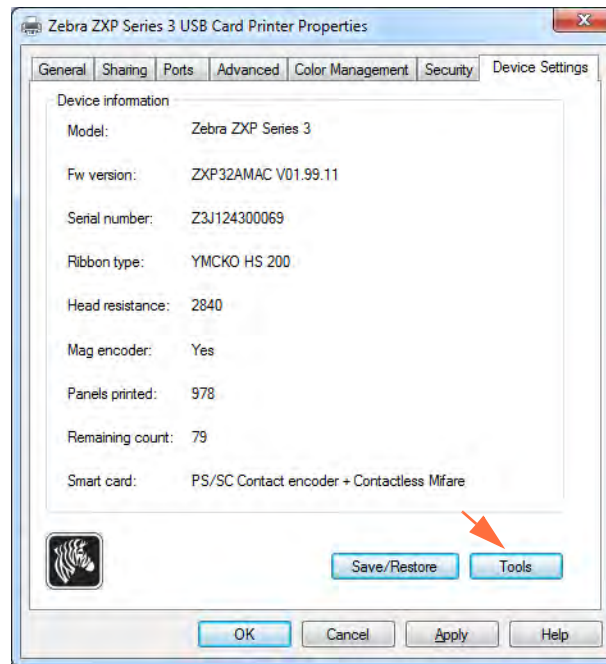 Zebra ZXP Series 3 USB Card Printer Properties
General Sharing Ports Advanced Color Management Security Device Settings
Device information
Model: Zebra ZXP Series 3
Fw version: ZXP32AMAC V01.99.11
Serial number: Z3J124300069
Ribbon type: YMCKO HS 200
Head resistance: 2840
Mag encoder: Yes
Panels printed: 978
Remaining count: 79
Smart card: PS/SC Contact encoder + Contactless Mifare
Save/Restore Tools
OK Cancel Apply Help